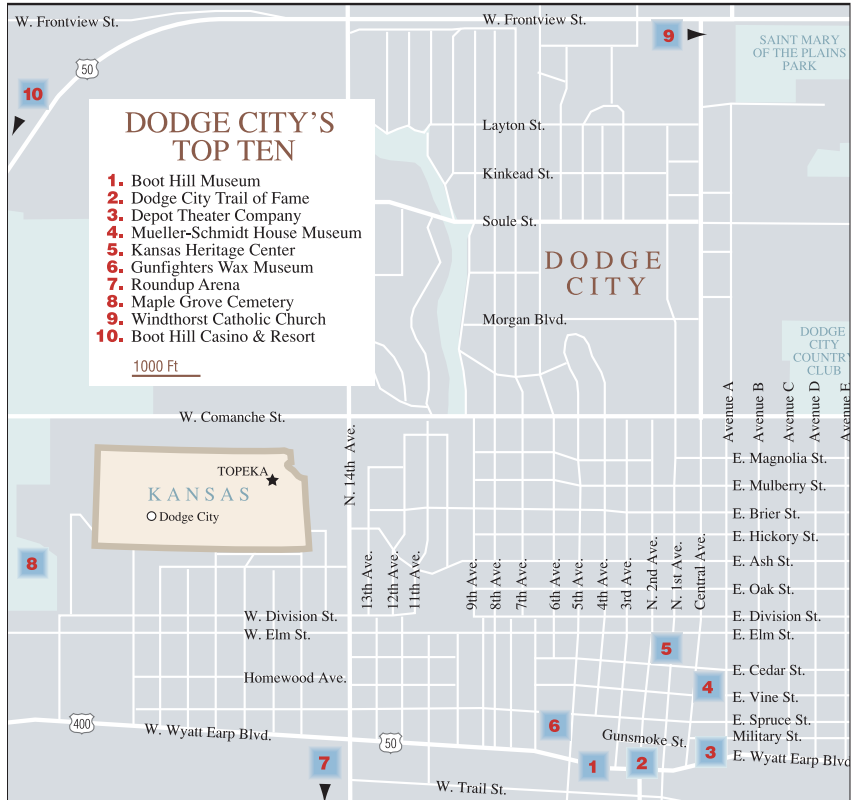 W. Frontview St.
W. Frontview St.
9
SAINT MARY
OF THE PLAINS
PARK
50
10
DODGE CITY'S
TOP TEN
1. Boot Hill Museum
2. Dodge City Trail of Fame
3. Depot Theater Company
4. Mueller-Schmidt House Museum
5. Kansas Heritage Center
6. Gunfighters Wax Museum
7. Roundup Arena
8. Maple Grove Cemetery
9. Windthorst Catholic Church
10. Boot Hill Casino & Resort
1000 Ft
Layton St.
Kinkead St.
Soule St.
DODGE
CITY
Morgan Blvd.
DODGE
CITY
COUNTRY
CLUB
W. Comanche St.
Avenue A
Avenue B
Avenue C
Avenue D
Avenue E
TOPEKA
KANSAS
Dodge City
N. 14th Ave.
E. Magnolia St.
E. Mulberry St.
E. Brier St.
E. Hickory St.
E. Ash St.
E. Oak St.
E. Division St.
E. Elm St.
8
13th Ave.
12th Ave.
11th Ave.
9th Ave.
8th Ave.
7th Ave.
6th Ave.
5th Ave.
4th Ave.
3rd Ave.
N. 2nd Ave.
N. 1st Ave.
Central Ave.
W. Division St.
W. Elm St.
Homewood Ave.
5
E. Cedar St.
4
E. Vine St.
400
W. Wyatt Earp Blvd.
50
6
Gunsmoke St.
E. Spruce St.
Military St.
3
E. Wyatt Earp Blvd
7
1
2
W. Trail St.